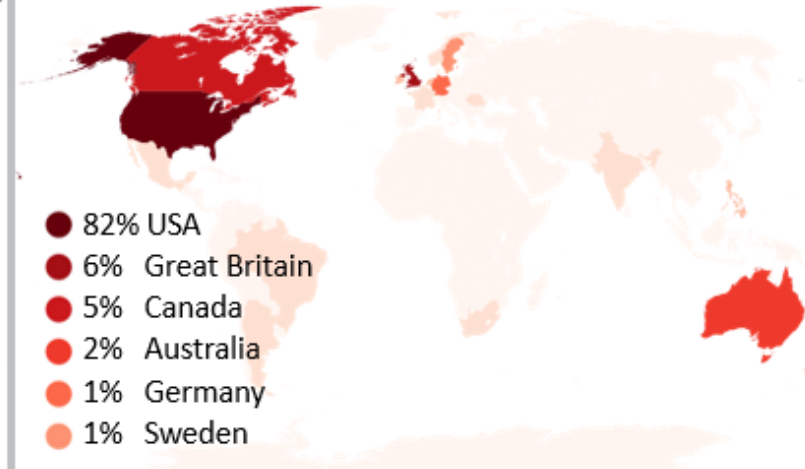 82% USA
6% Great Britain
5% Canada
2% Australia
1% Germany
1% Sweden